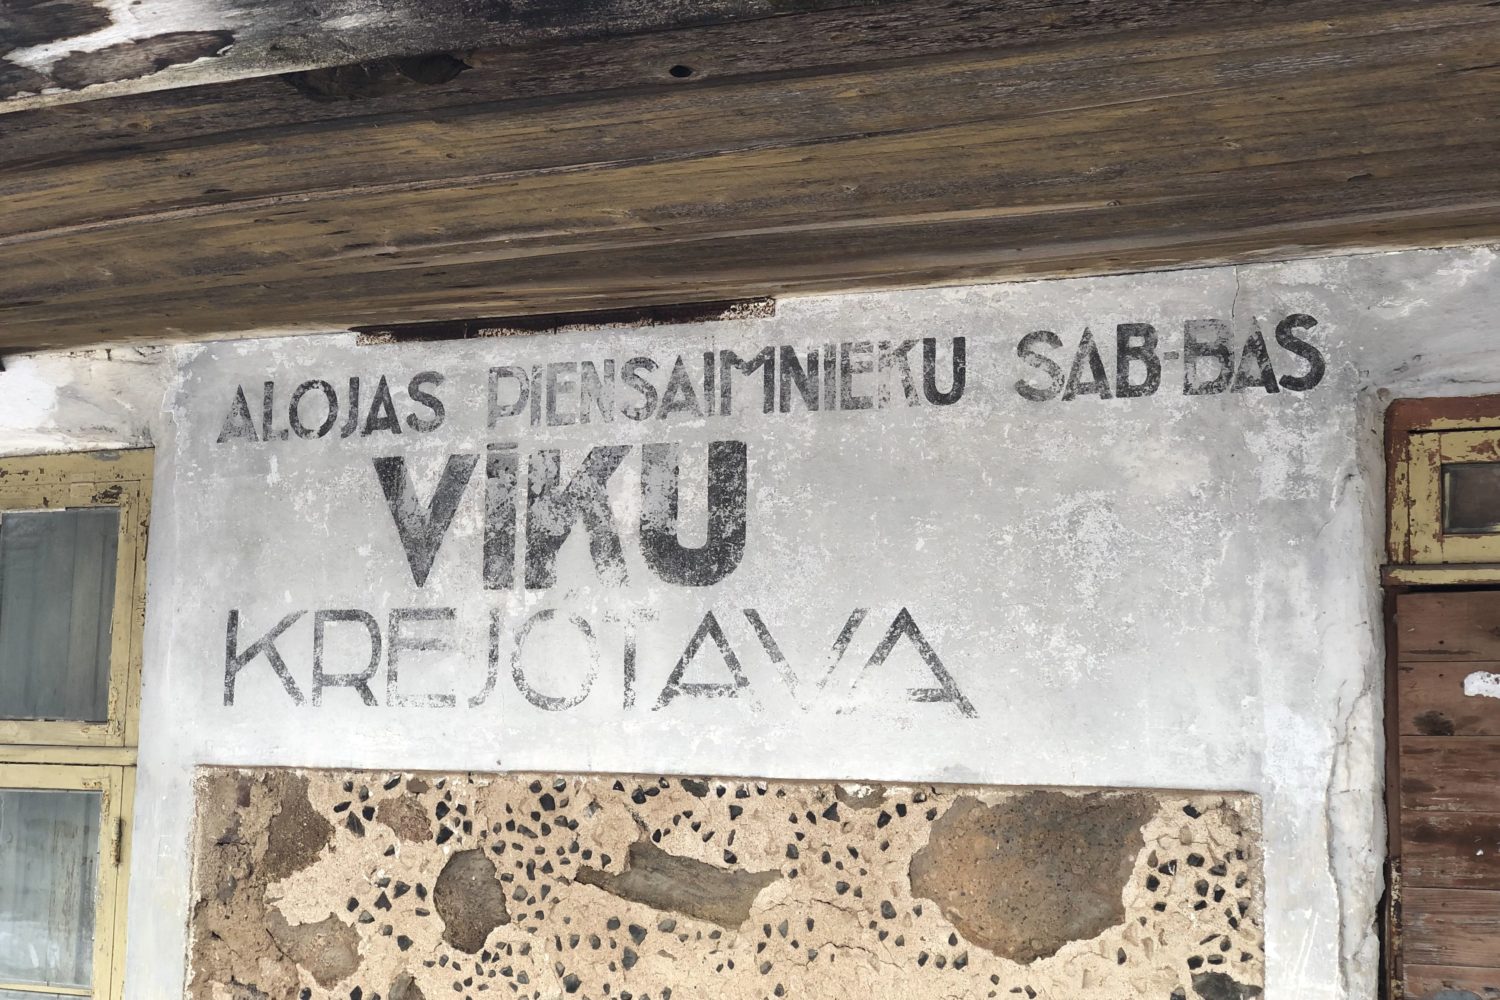 ALOJAS PIENSAIMNIEKU SAB-BAS
VĪKU
KREJOTAVA